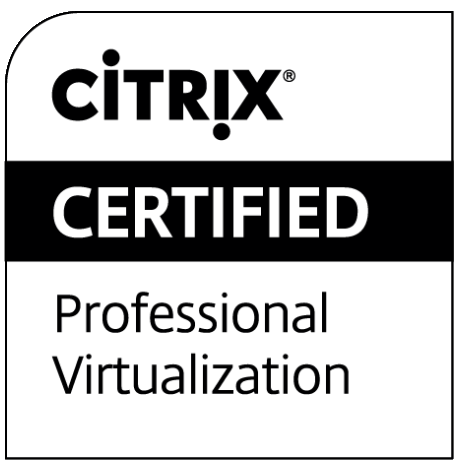 CiTRIX®
CERTIFIED
Professional
Virtualization